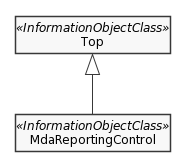 «InformationObjectClass»
Top
«InformationObjectClass»
MdaReportingControl